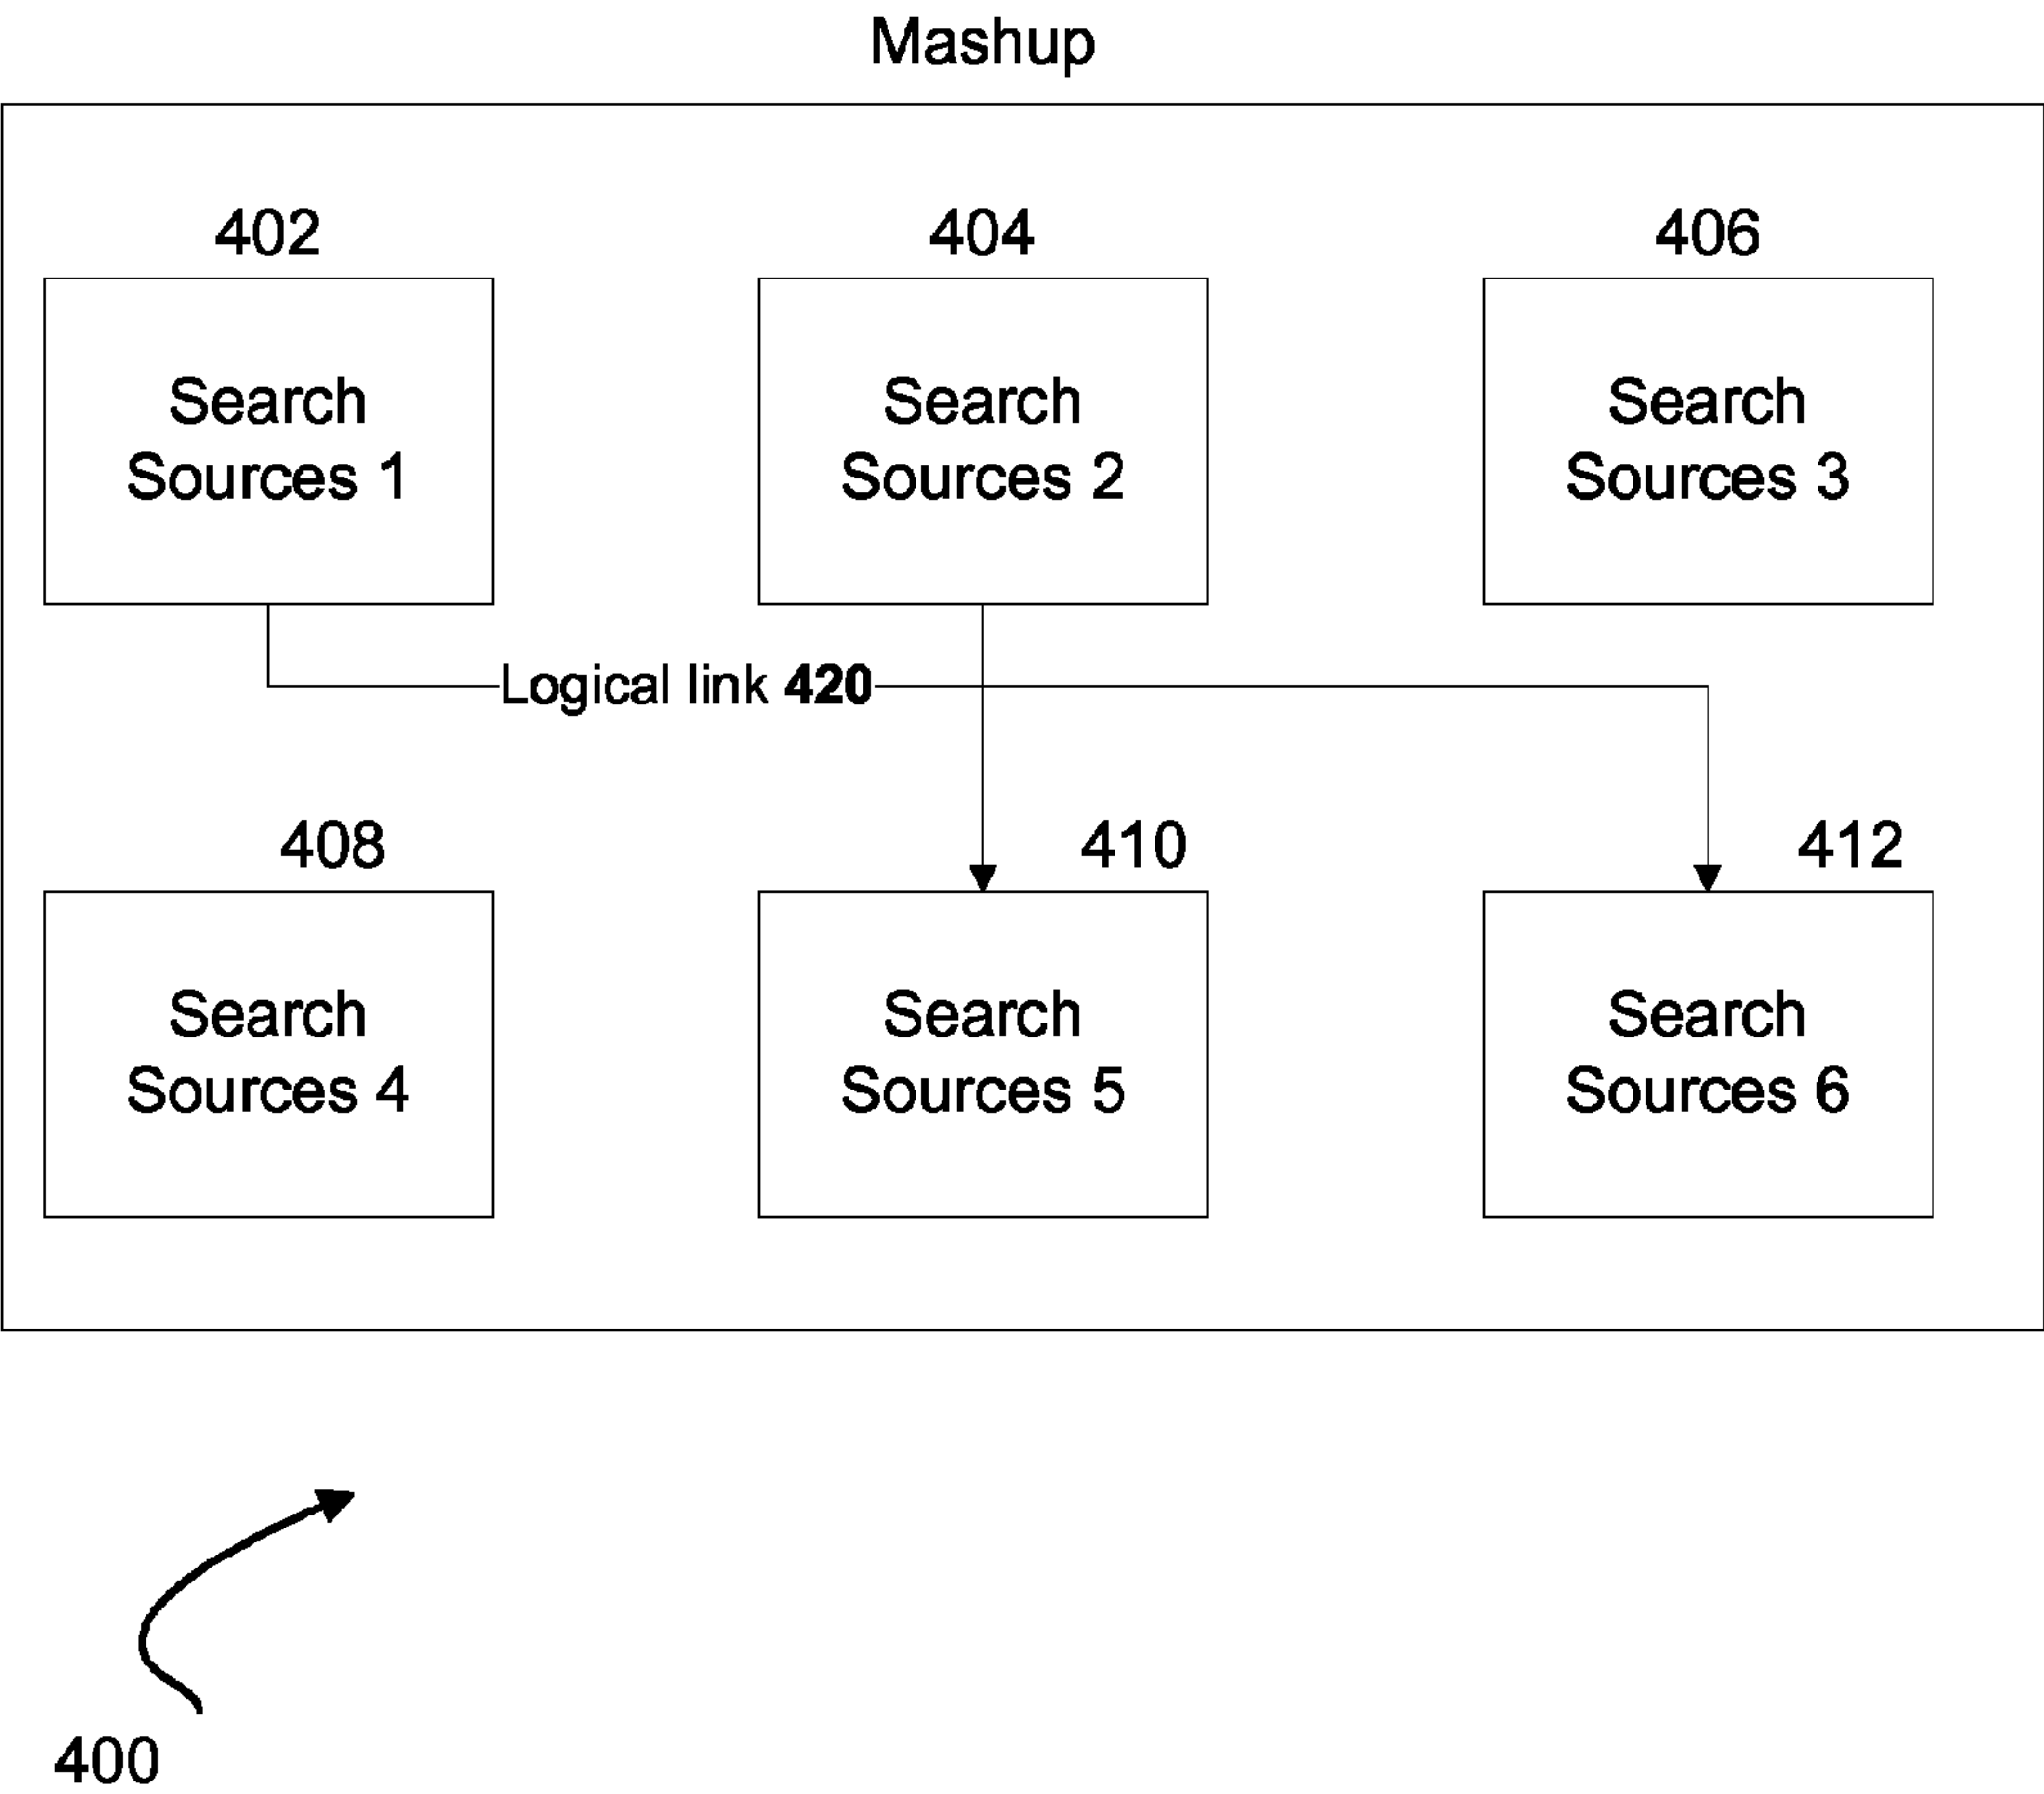 Mashup
402
404
406
Search
Sources 1
Search
Sources 2
Search
Sources 3
Logical link 420
408
410
412
Search
Sources 4
Search
Sources 5
Search
Sources 6
400